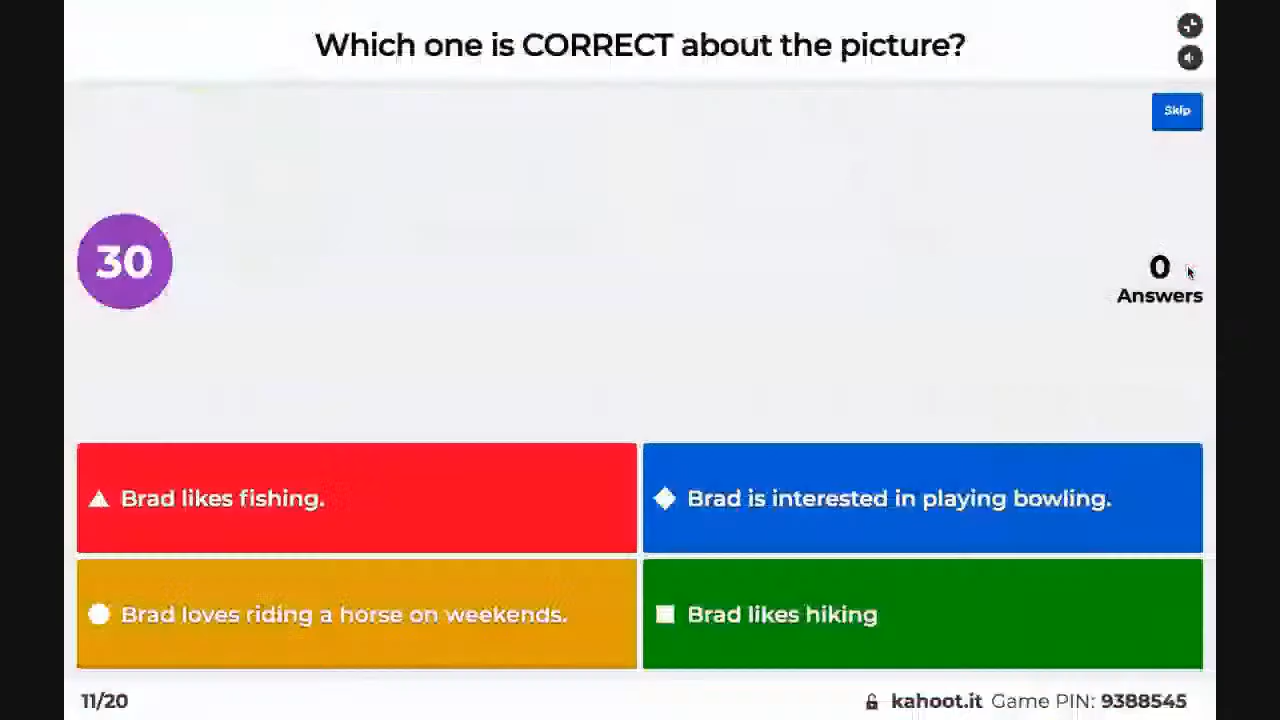 Which one is CORRECT about the picture?
Skip
30
0
Answers
Brad likes fishing.
Brad is interested in playing bowling.
Brad loves riding a horse on weekends.
Brad likes hiking
11/20
kahoot.it Game PIN: 9388545